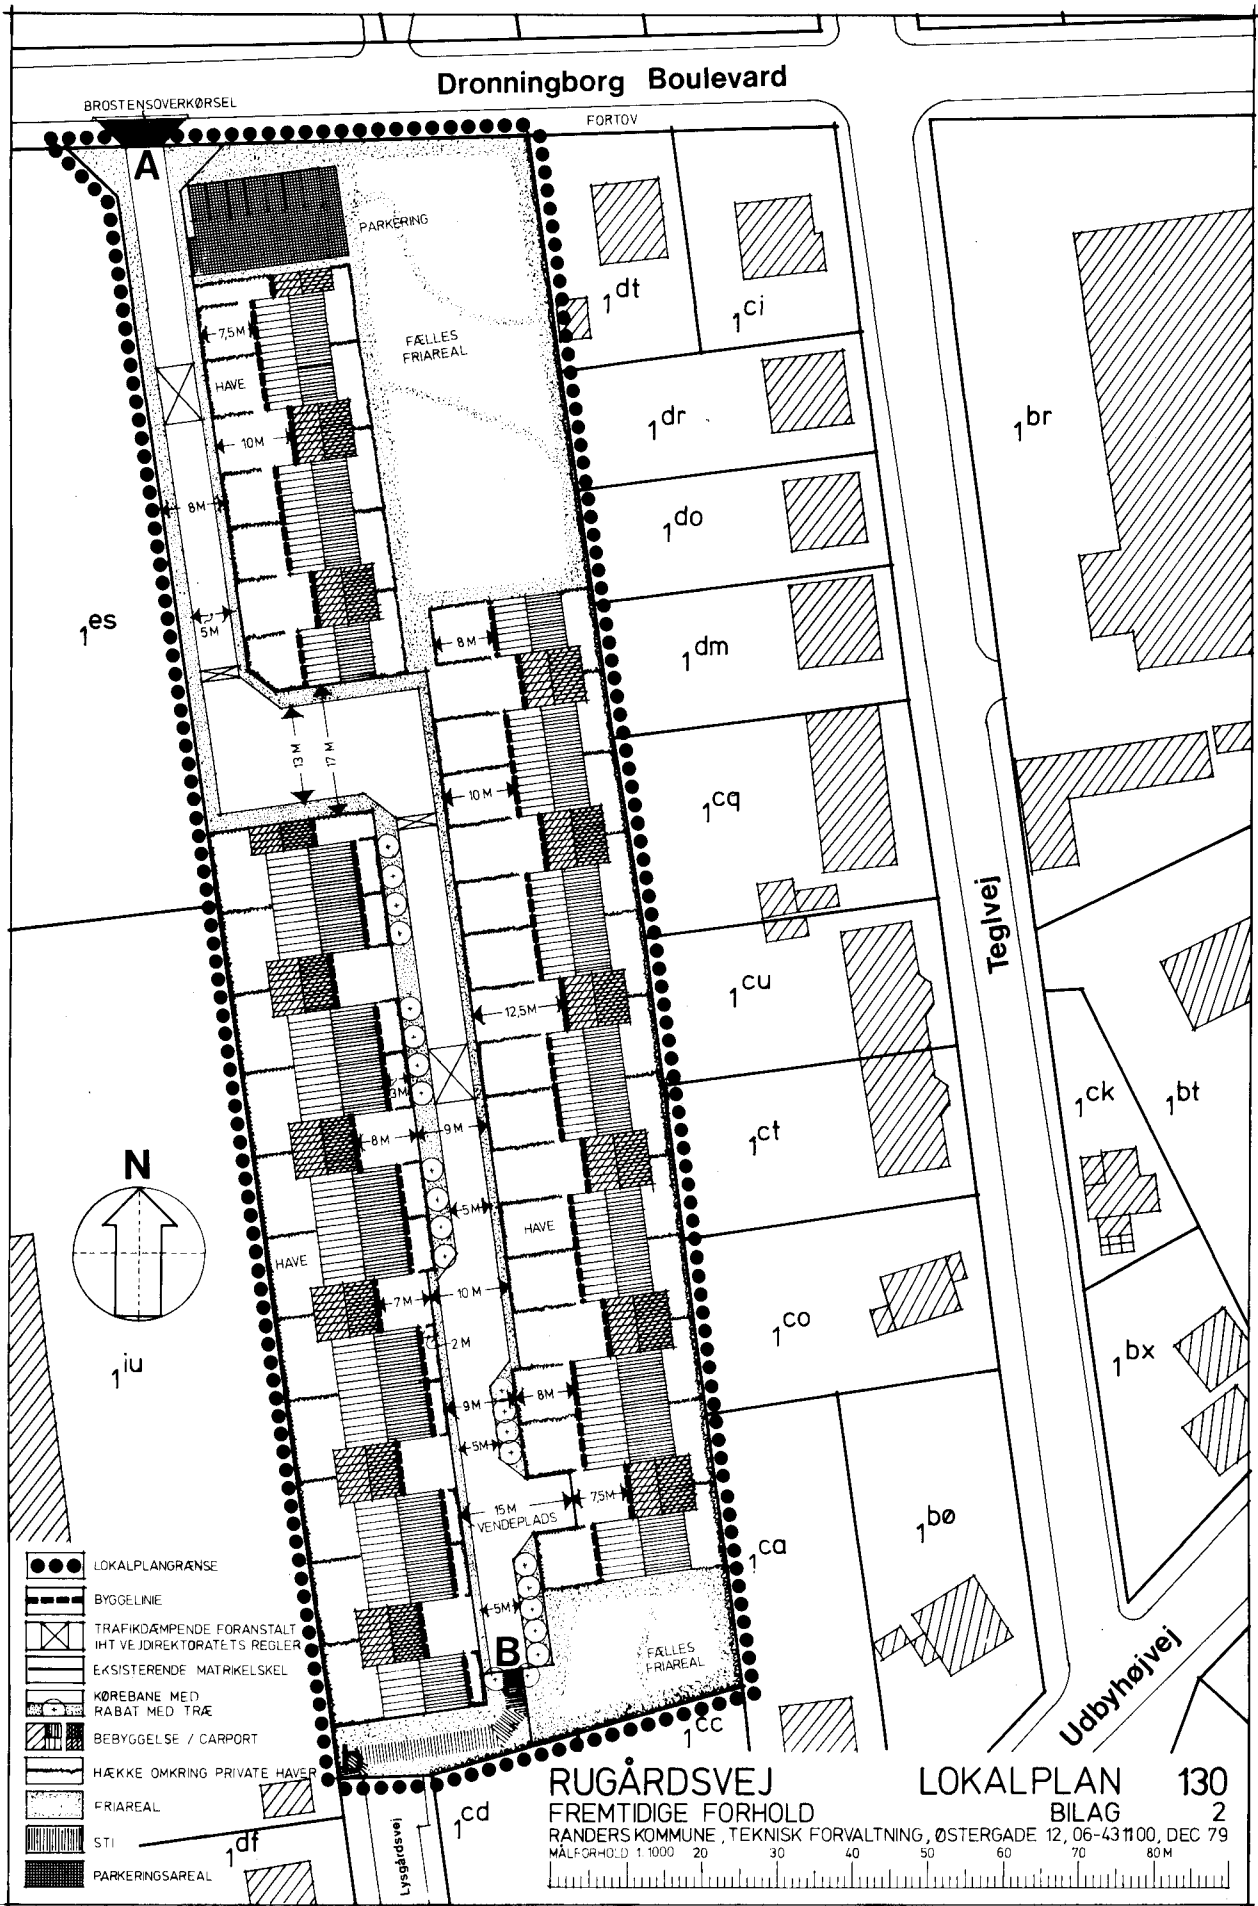 Dronningborg Boulevard
BROSTENSOVERKØRSEL
FORTOV
A
PARKERING
1dt
1ci
7,5M
FÆLLES
FRIAREAL
HAVE
1dr
1br
10M
8M
1do
1es
5M
8M
1dm
13M
17M
10M
1cq
Teglvej
1cu
12,5M
3M
1ck
1bt
8M
9M
1ct
N
5M
HAVE
HAVE
7M
10M
1co
2M
1bx
1iu
9M
8M
5M
15M
VENDEPLADS
7,5M
1bø
1ca
5M
B
FÆLLES
FRIAREAL
Udbyhøjvej
1cc
LOKALPLANGRÆNSE
BYGGELINIE
TRAFIKDÆMPENDE FORANSTALT
IHT VEJDIREKTORATETS REGLER
EKSISTERENDE MATRIKELSKEL
KØREBANE MED
RABAT MED TRÆ
BEBYGGELSE / CARPORT
HÆKKE OMKRING PRIVATE HAVER
FRIAREAL
STI
PARKERINGSAREAL
1df
Lysgårdsvej
1cd
RUGÅRDSVEJ LOKALPLAN 130
FREMTIDIGE FORHOLD BILAG 2
RANDERS KOMMUNE, TEKNISK FORVALTNING, ØSTERGADE 12, 06-431100, DEC 79
MÅLFORHOLD 1:1000 20 30 40 50 60 70 80 M